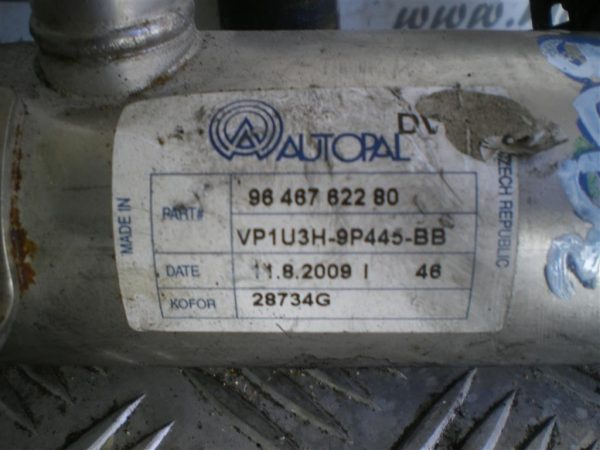 www.
AUTOPAL
MADE IN
CZECH REPUBLIC
PART# 96 467 622 80
VP1U3H-9P445-BB
DATE 11.8.2009 I 46
KOFOR 28734G